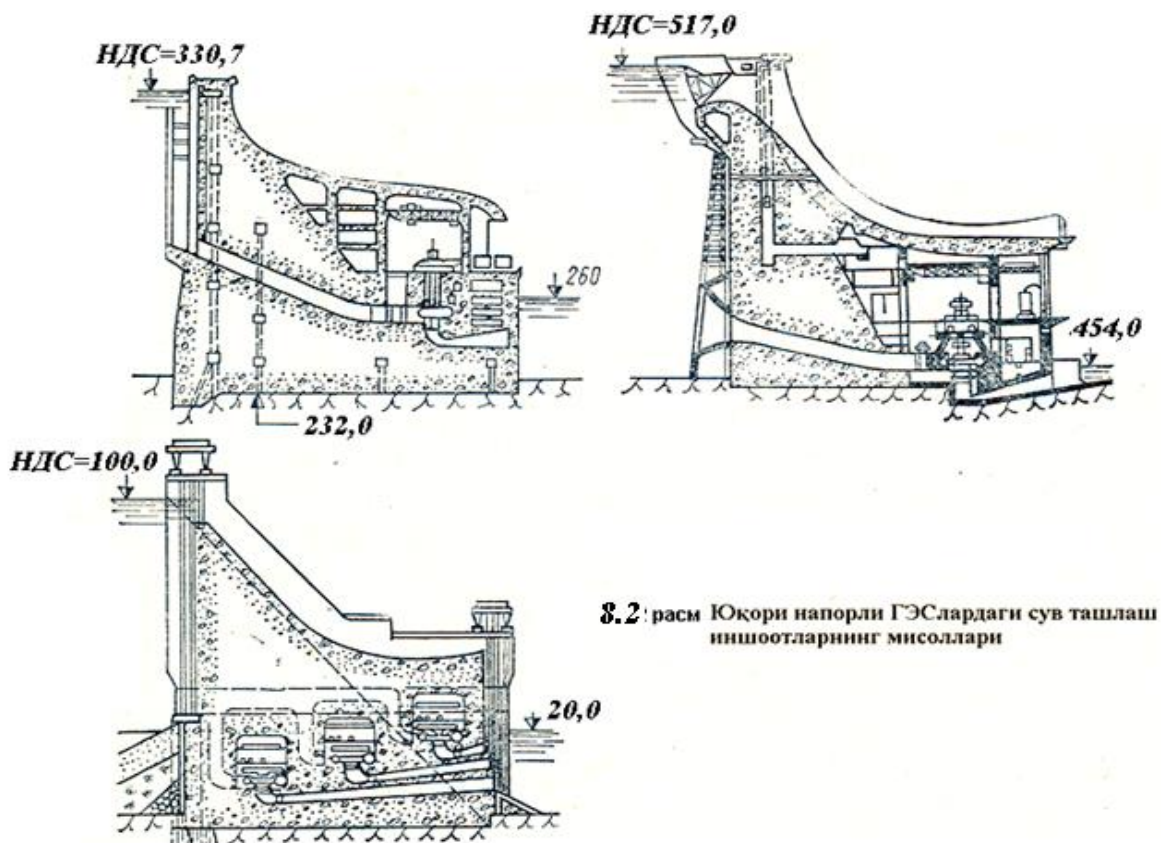 НДС=330,7
НДС=517,0
260
.454,0
232,0
НДС=100,0
20,0
8.2 расм Юқори напорли ГЭСлардаги сув ташлаш
иншоотларнинг мисоллари